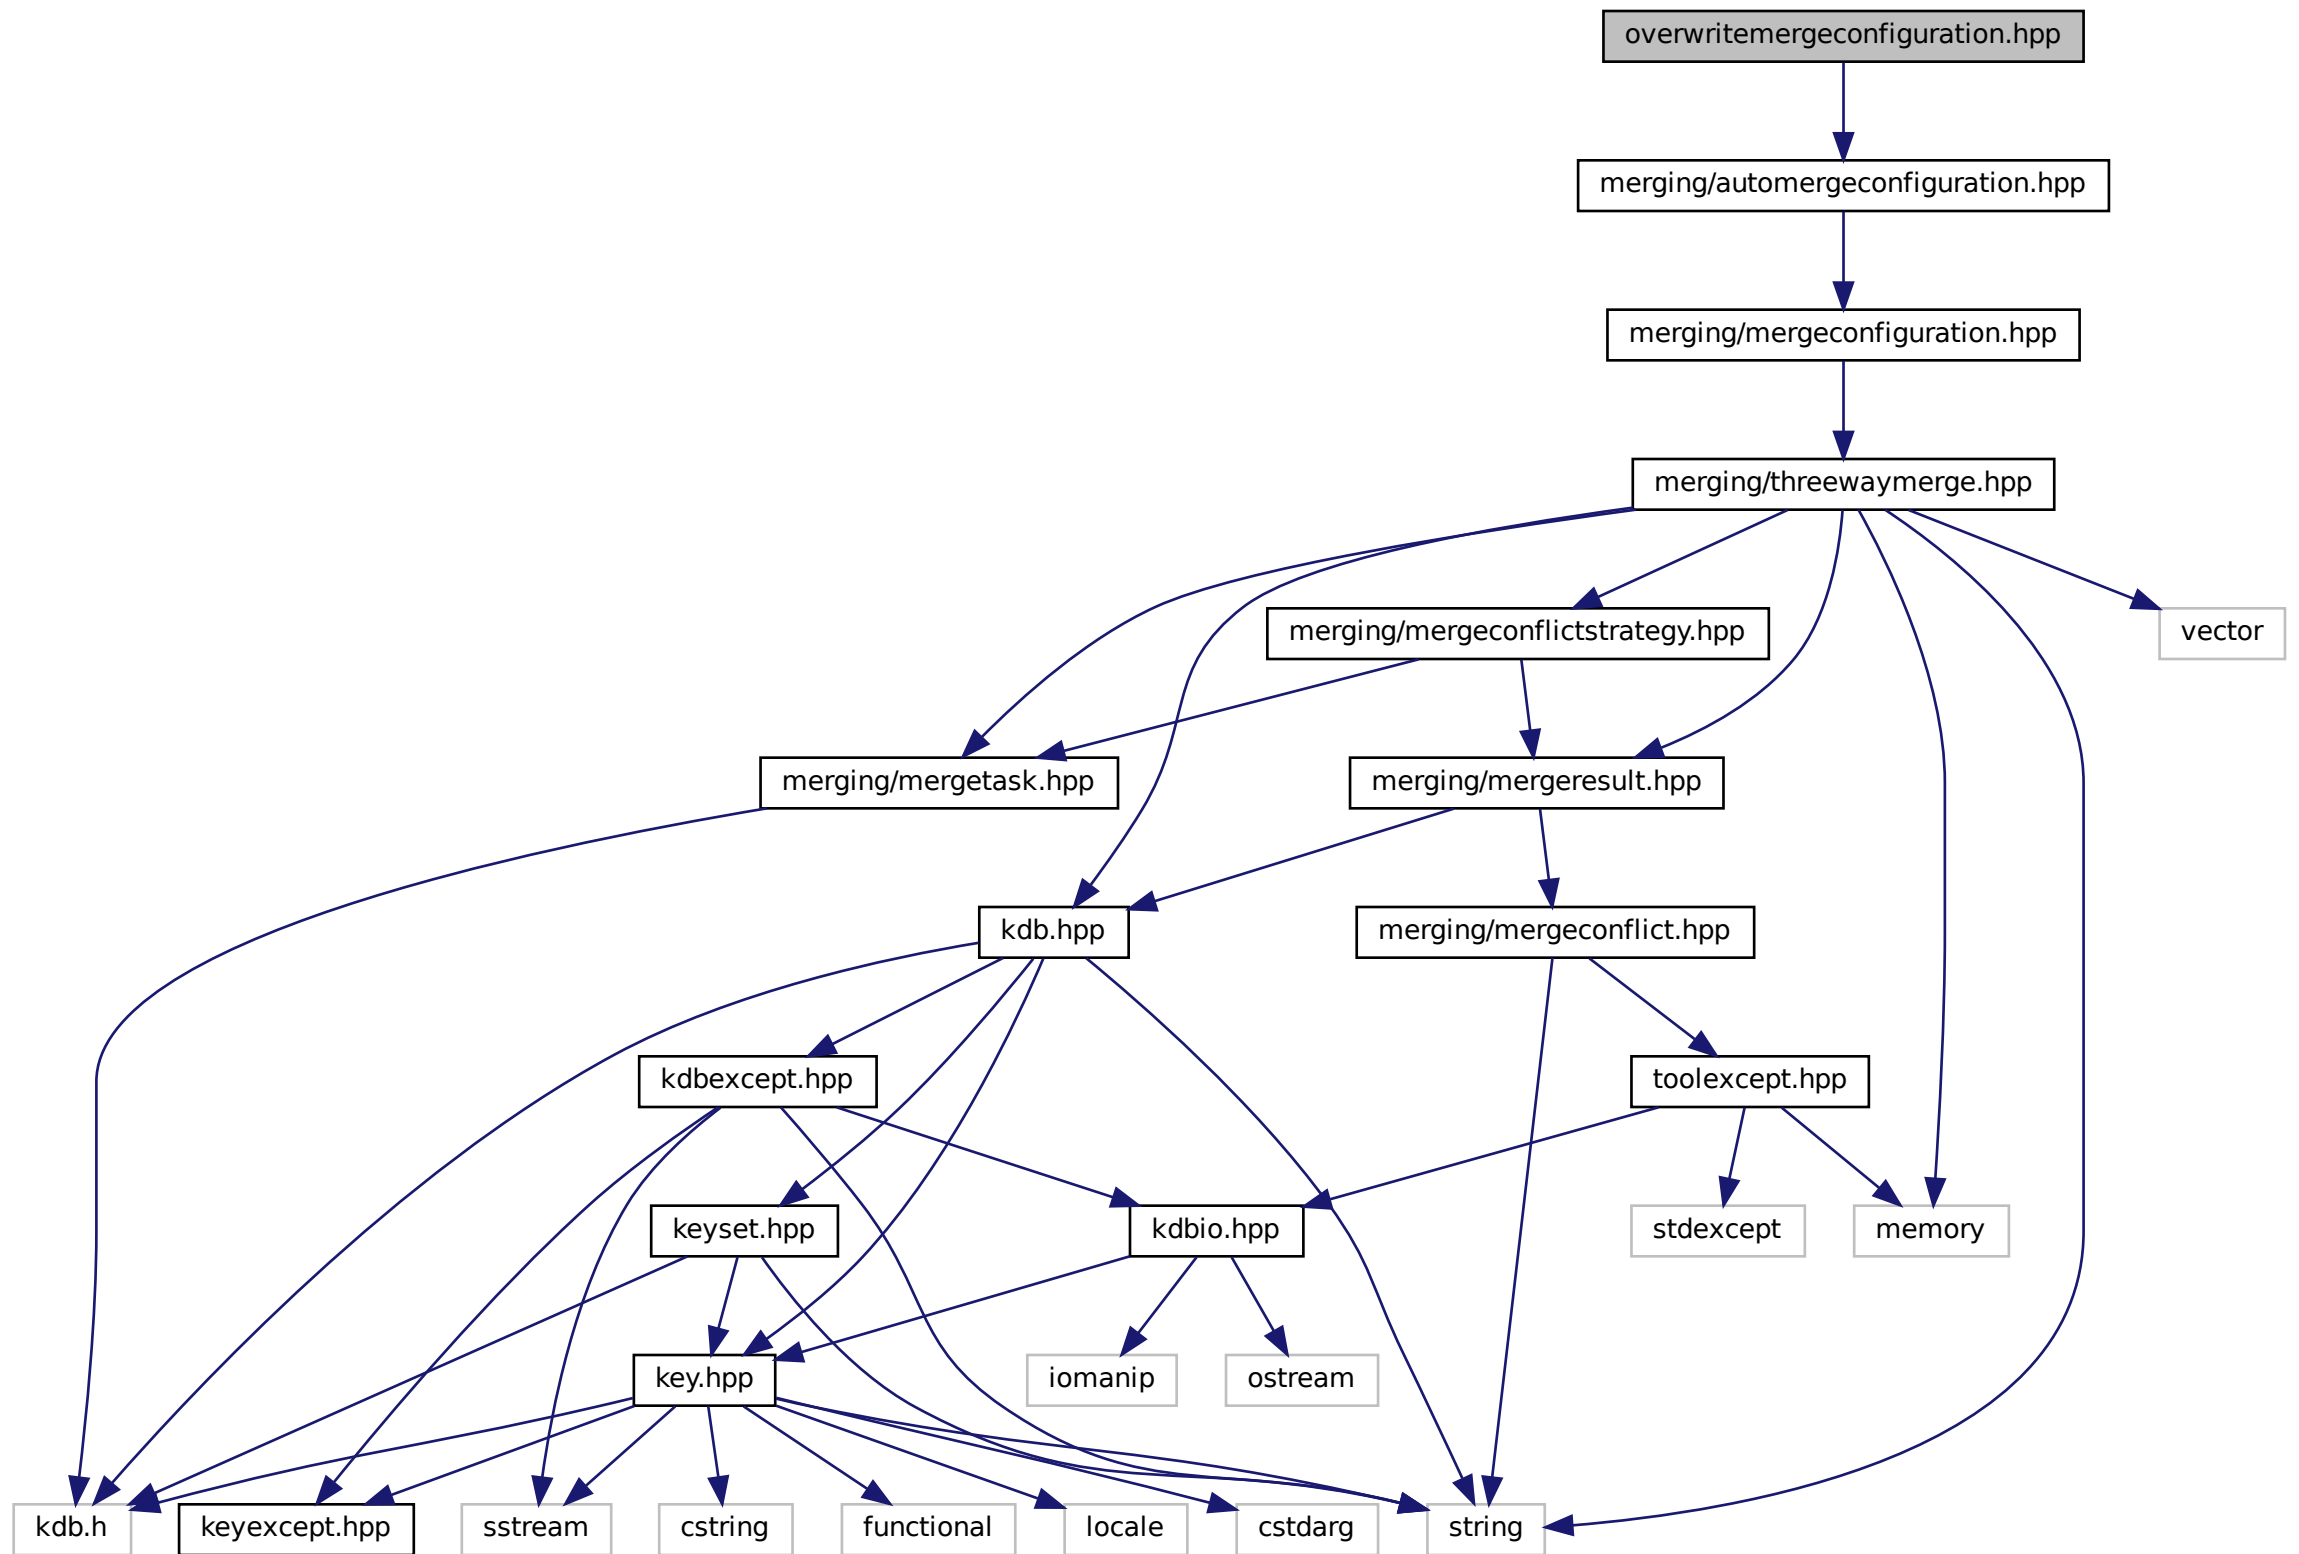 overwritemergeconfiguration.hpp
merging/automergeconfiguration.hpp
merging/mergeconfiguration.hpp
merging/threewaymerge.hpp
merging/mergeconflictstrategy.hpp
vector
merging/mergetask.hpp
merging/mergeresult.hpp
kdb.hpp
merging/mergeconflict.hpp
kdbexcept.hpp
toolexcept.hpp
keyset.hpp
kdbio.hpp
stdexcept
memory
key.hpp
iomanip
ostream
kdb.h
keyexcept.hpp
sstream
cstring
functional
locale
cstdarg
string